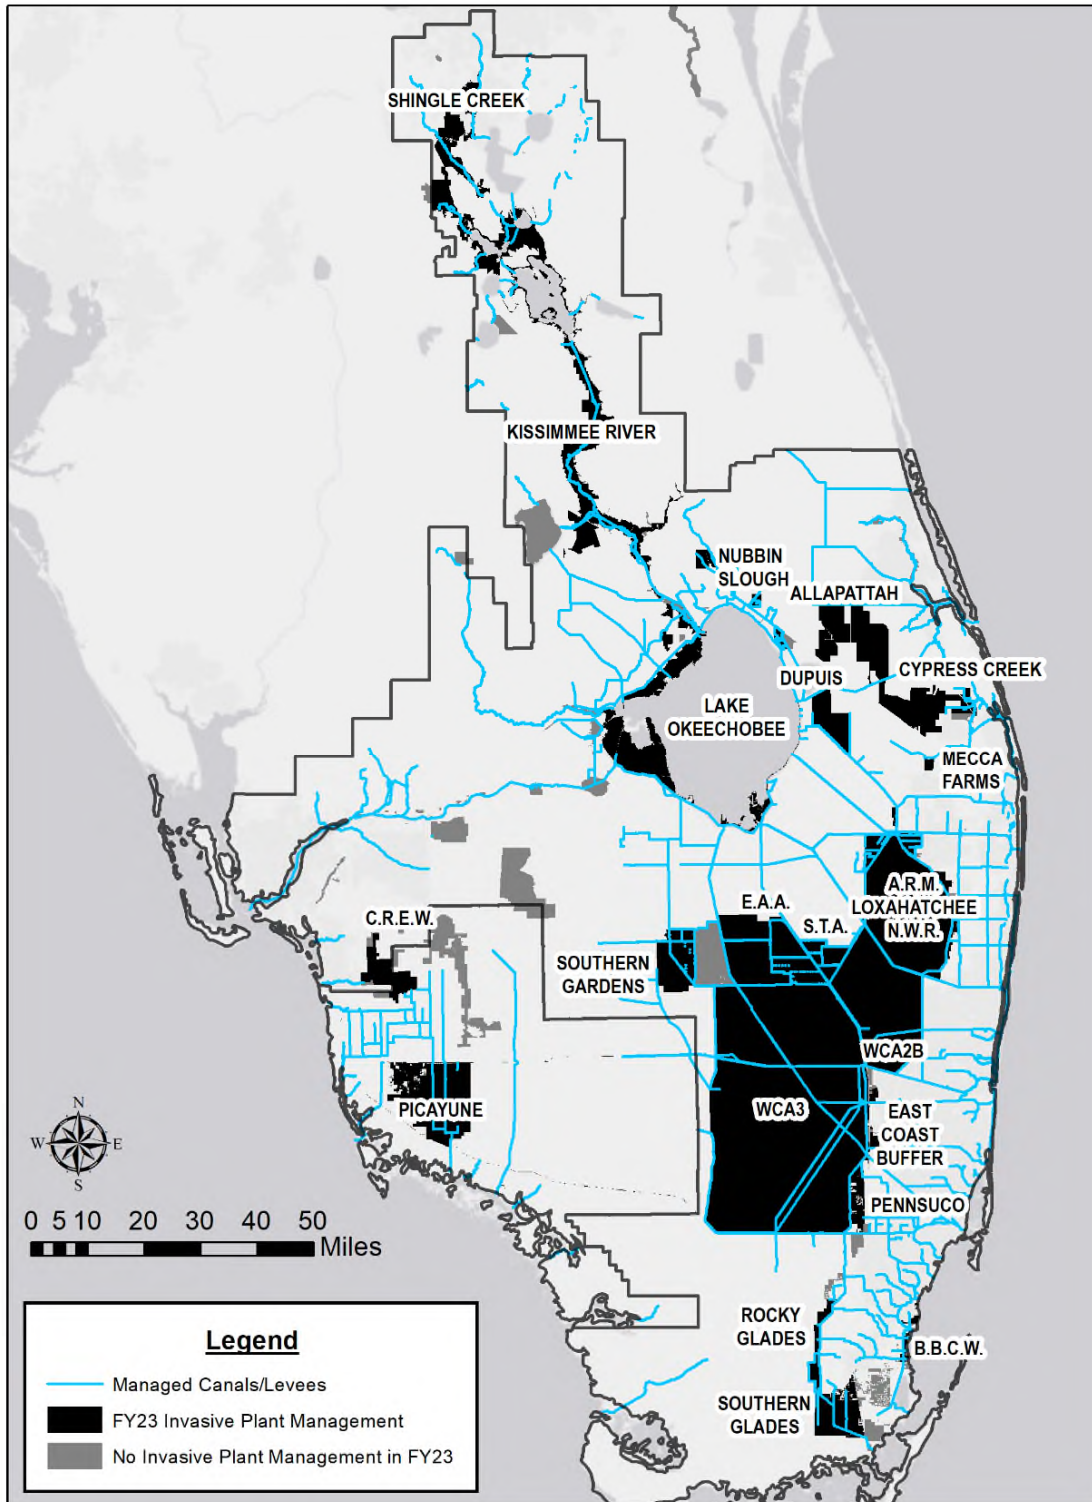 SHINGLE CREEK
KISSIMMEE RIVER
NUBBIN
SLOUGH
ALLAPATTAH
CYPRESS CREEK
DUPUIS
LAKE
OKEECHOBEE
MECCA
FARMS
A.R.M.
LOXAHATCHEE
N.W.R.
E.A.A.
S.T.A.
C.R.E.W.
SOUTHERN
GARDENS
WCA2B
WCA3
PICAYUNE
EAST
COAST
BUFFER
PENNSUCO
N
W E
S
0 5 10 20 30 40 50
Miles
ROCKY
GLADES
B.B.C.W.
SOUTHERN
GLADES
Legend
Managed Canals/Levees
FY23 Invasive Plant Management
No Invasive Plant Management in FY23